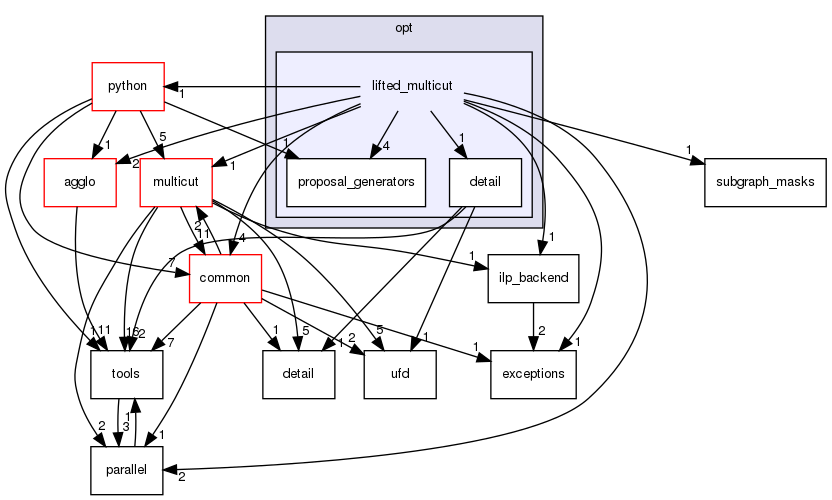 opt
python
lifted_multicut
1
1
5
1
4
1
1
2
1
agglo
multicut
proposal_generators
detail
subgraph_masks
2
11
4
1
7
1
common
ilp_backend
1
11
16
2
7
1
5
1
2
5
1
1
2
1
tools
detail
ufd
exceptions
2
3
1
1
2
parallel